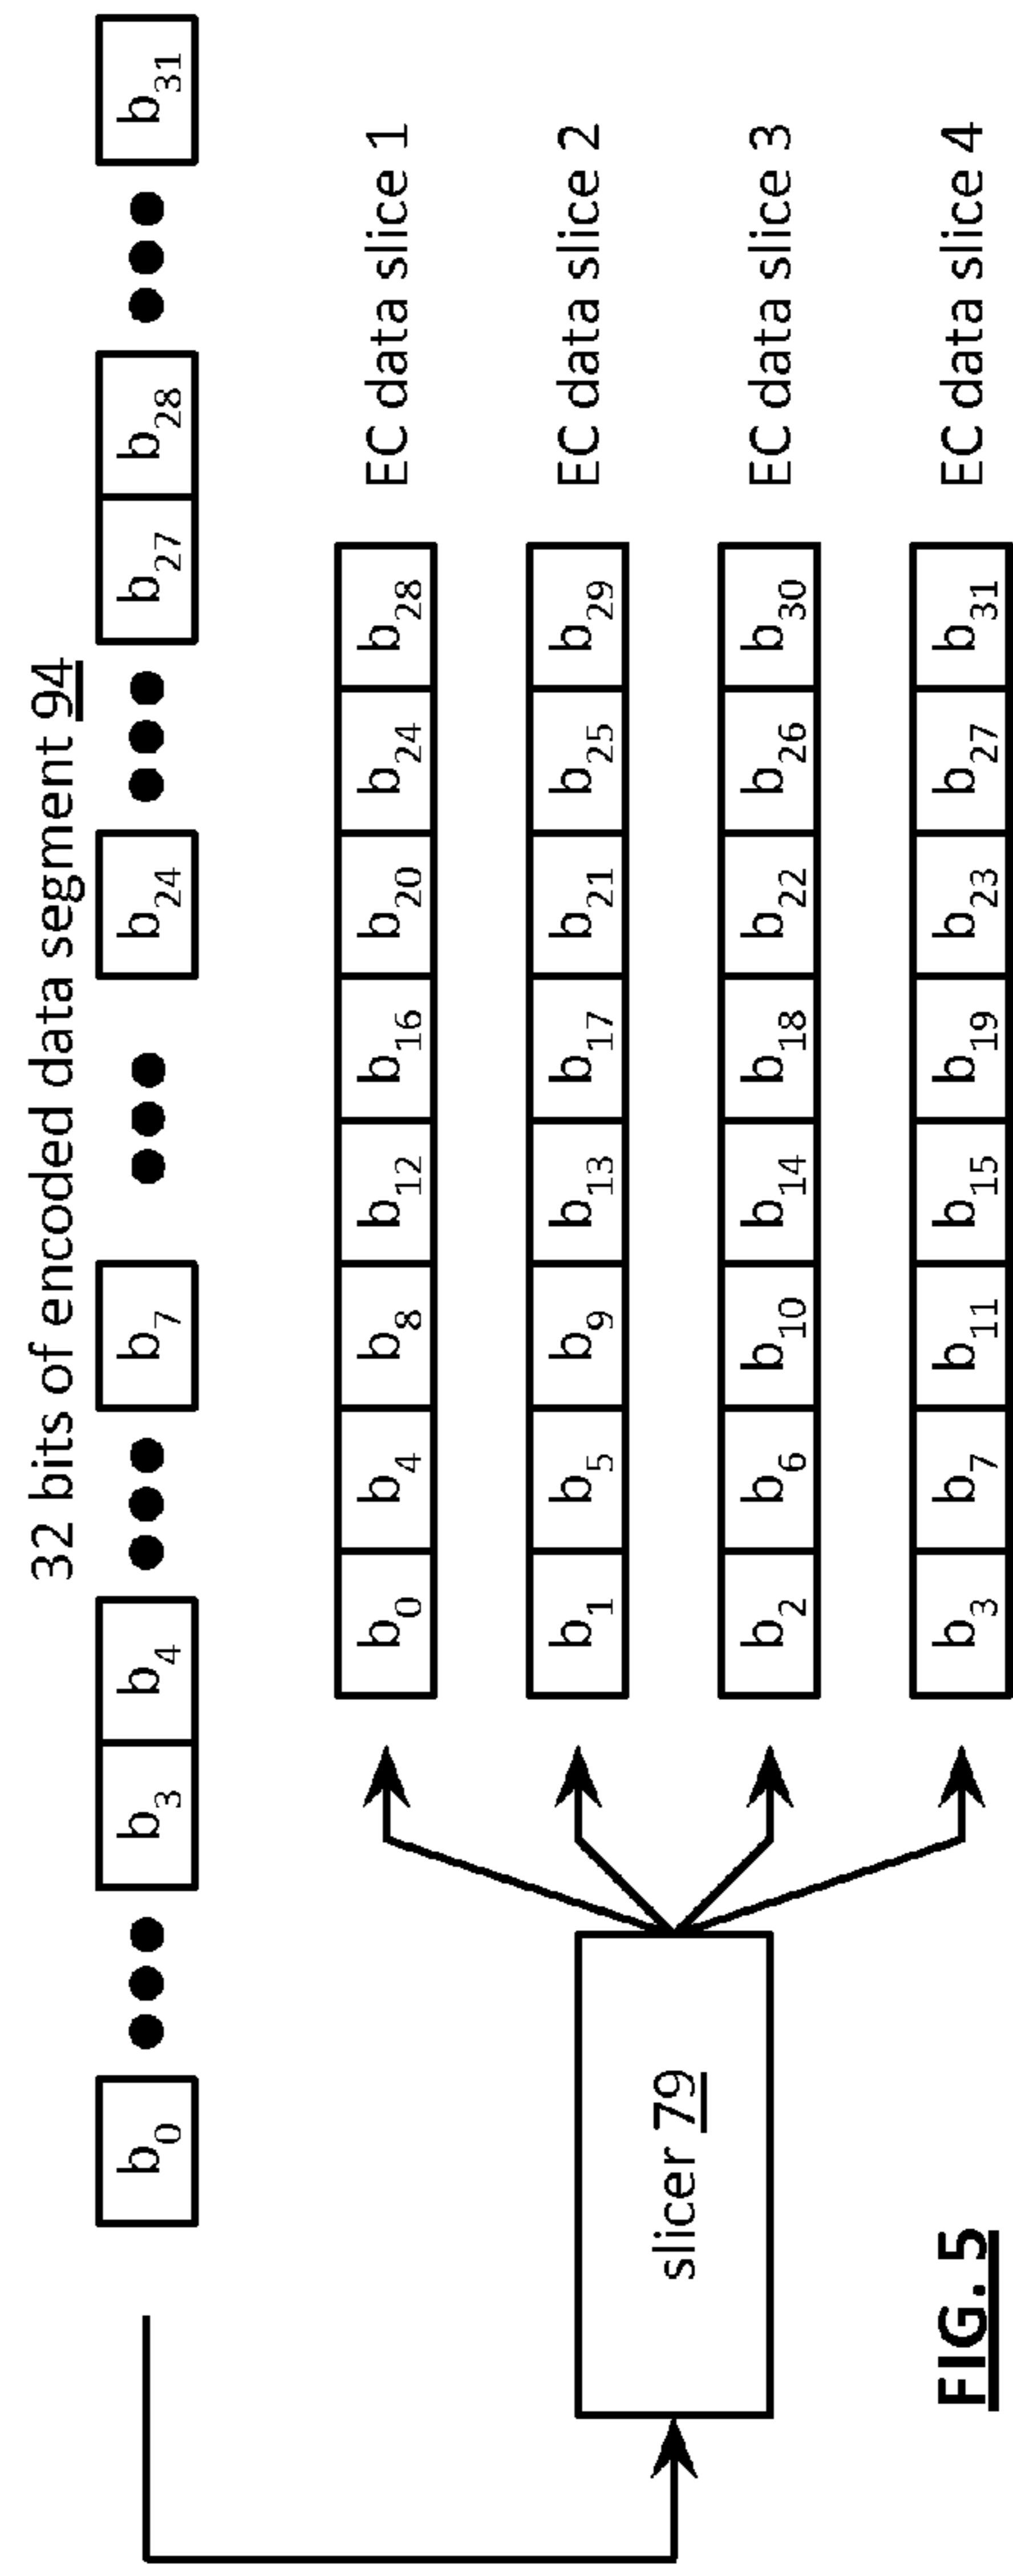 32 bits of encoded data segment 94
b0 ●●● b3 b4 ●●● b7 ●●● b24 ●●● b27 b28 ●●● b31
b0 b4 b8 b12 b16 b20 b24 b28 EC data slice 1
b1 b5 b9 b13 b17 b21 b25 b29 EC data slice 2
slicer 79
b2 b6 b10 b14 b18 b22 b26 b30 EC data slice 3
b3 b7 b11 b15 b19 b23 b27 b31 EC data slice 4
FIG. 5